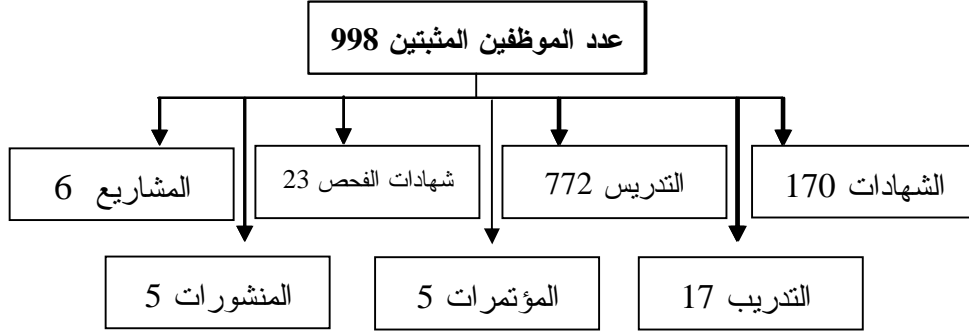 عدد الموظفين المثبتين 998
الشهادات 170
التدريس 772
شهادات الفحص 23
المشاريع 6
التدريب 17
المؤتمرات 5
المنشورات 5